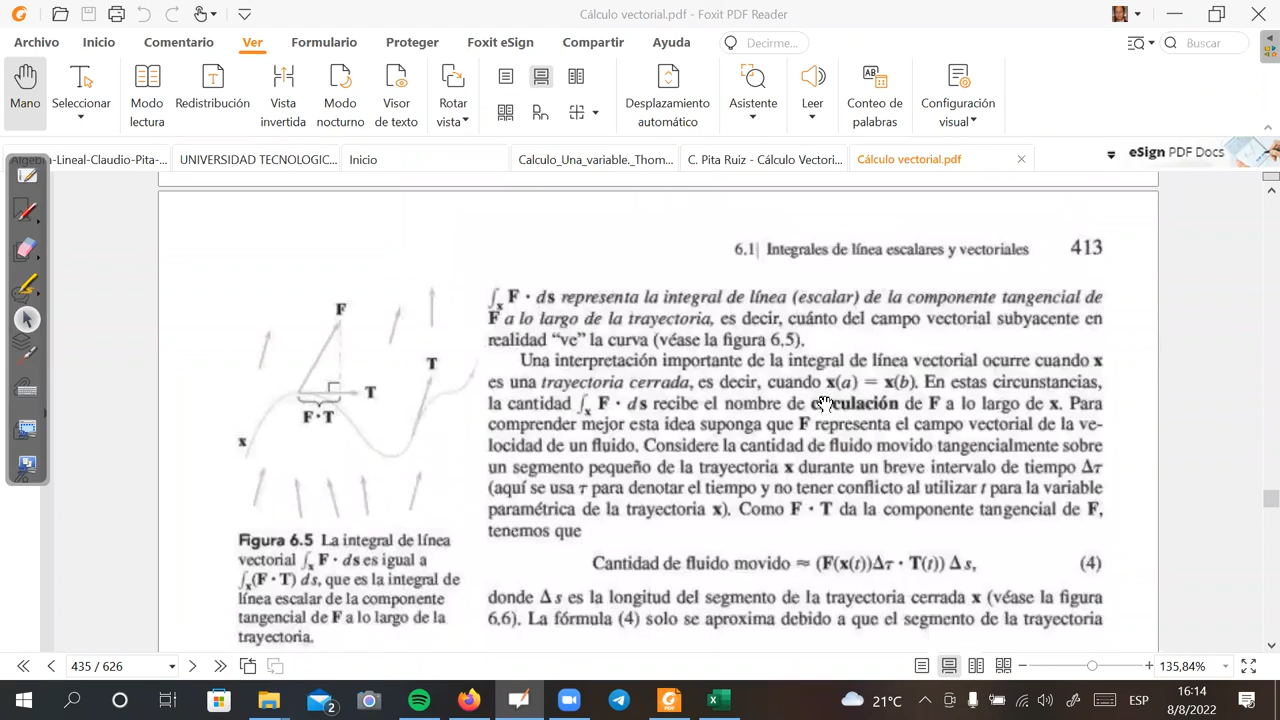 Cálculo vectorial.pdf - Foxit PDF Reader
Archivo Inicio Comentario Ver Formulario Proteger Foxit eSign Compartir Ayuda Decirme... Buscar
Mano Seleccionar Modo lectura Redistribución Vista invertida Modo nocturno Visor de texto Rotar vista Desplazamiento automático Asistente Leer Conteo de palabras Configuración visual
Algebra-Lineal-Claudio-Pita-... UNIVERSIDAD TECNOLOGIC... Inicio Calculo_Una_variable._Thom... C. Pita Ruiz - Cálculo Vectori... Cálculo vectorial.pdf eSign PDF Docs
6.1 | Integrales de línea escalares y vectoriales 413
F
T
T
F · T
x
Figura 6.5 La integral de línea
vectorial ∫ₓ F · ds es igual a
∫ₓ(F · T) ds, que es la integral de
línea escalar de la componente
tangencial de F a lo largo de la
trayectoria.
∫ₓ F · ds representa la integral de línea (escalar) de la componente tangencial de
F a lo largo de la trayectoria, es decir, cuánto del campo vectorial subyacente en
realidad “ve” la curva (véase la figura 6.5).
Una interpretación importante de la integral de línea vectorial ocurre cuando x
es una trayectoria cerrada, es decir, cuando x(a) = x(b). En estas circunstancias,
la cantidad ∫ₓ F · ds recibe el nombre de circulación de F a lo largo de x. Para
comprender mejor esta idea suponga que F representa el campo vectorial de la ve-
locidad de un fluido. Considere la cantidad de fluido movido tangencialmente sobre
un segmento pequeño de la trayectoria x durante un breve intervalo de tiempo Δτ
(aquí se usa τ para denotar el tiempo y no tener conflicto al utilizar t para la variable
paramétrica de la trayectoria x). Como F · T da la componente tangencial de F,
tenemos que
Cantidad de fluido movido ≈ (F(x(t))Δτ · T(t)) Δs, (4)
donde Δs es la longitud del segmento de la trayectoria cerrada x (véase la figura
6.6). La fórmula (4) solo se aproxima debido a que el segmento de la trayectoria
435 / 626 135,84%
2 21°C ESP 16:14
8/8/2022